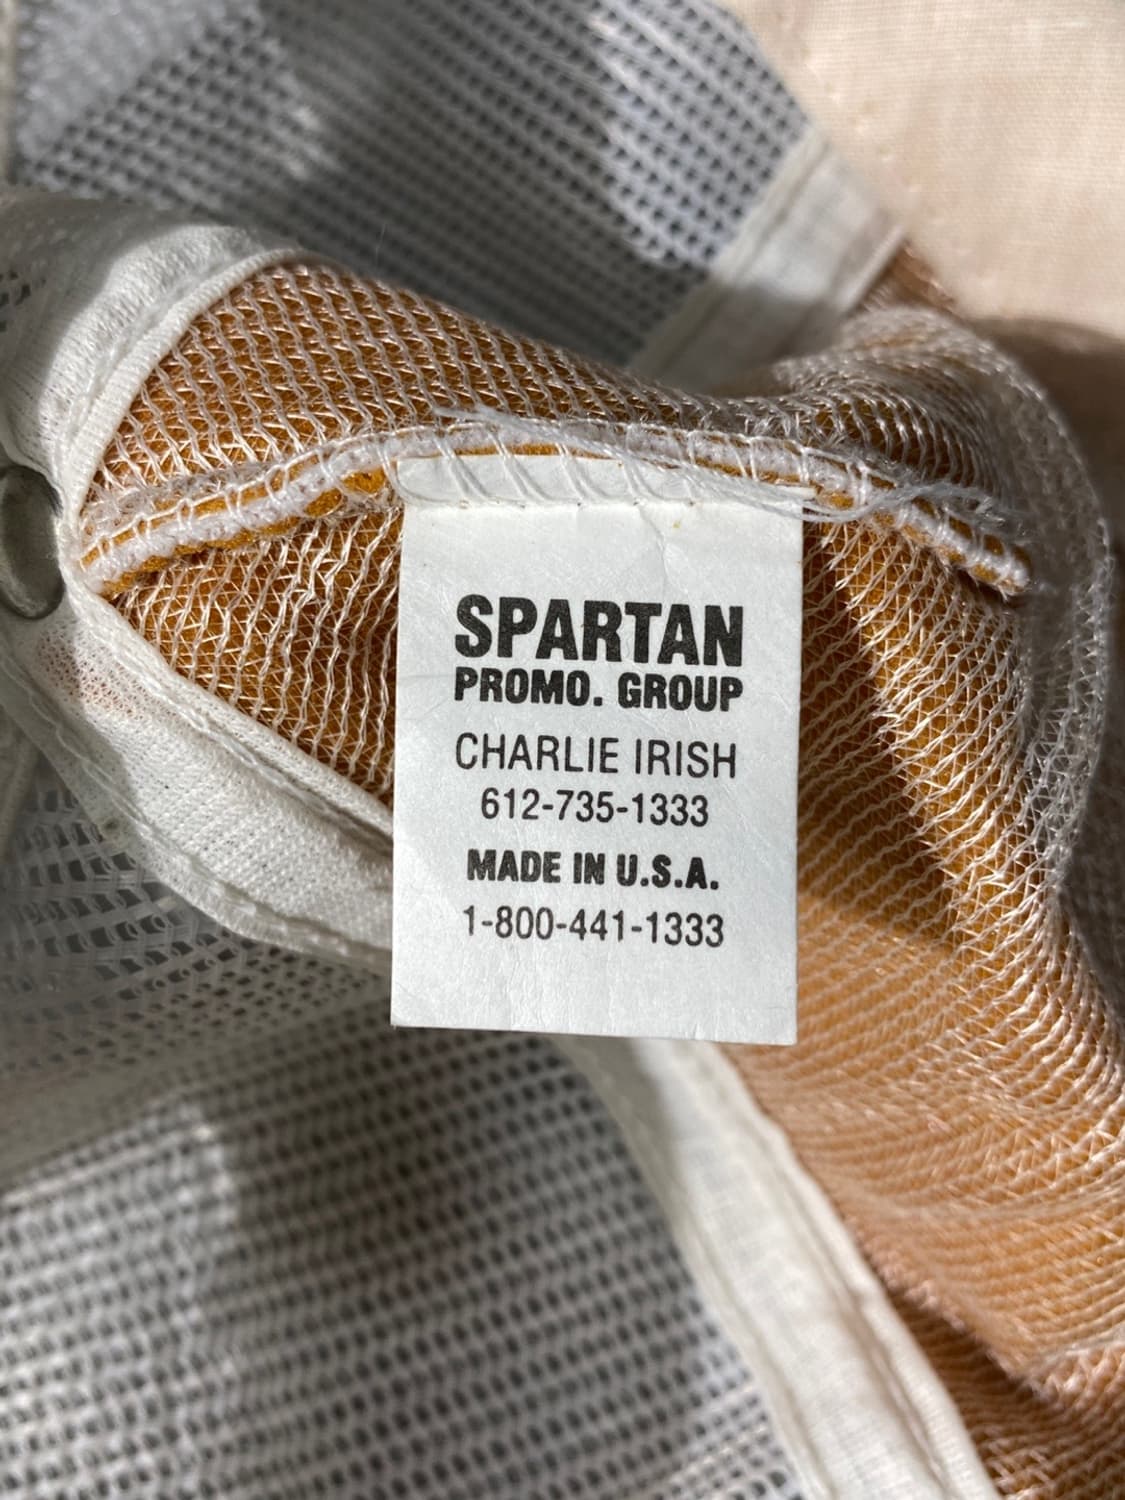 SPARTAN
PROMO. GROUP
CHARLIE IRISH
612-735-1333
MADE IN U.S.A.
1-800-441-1333